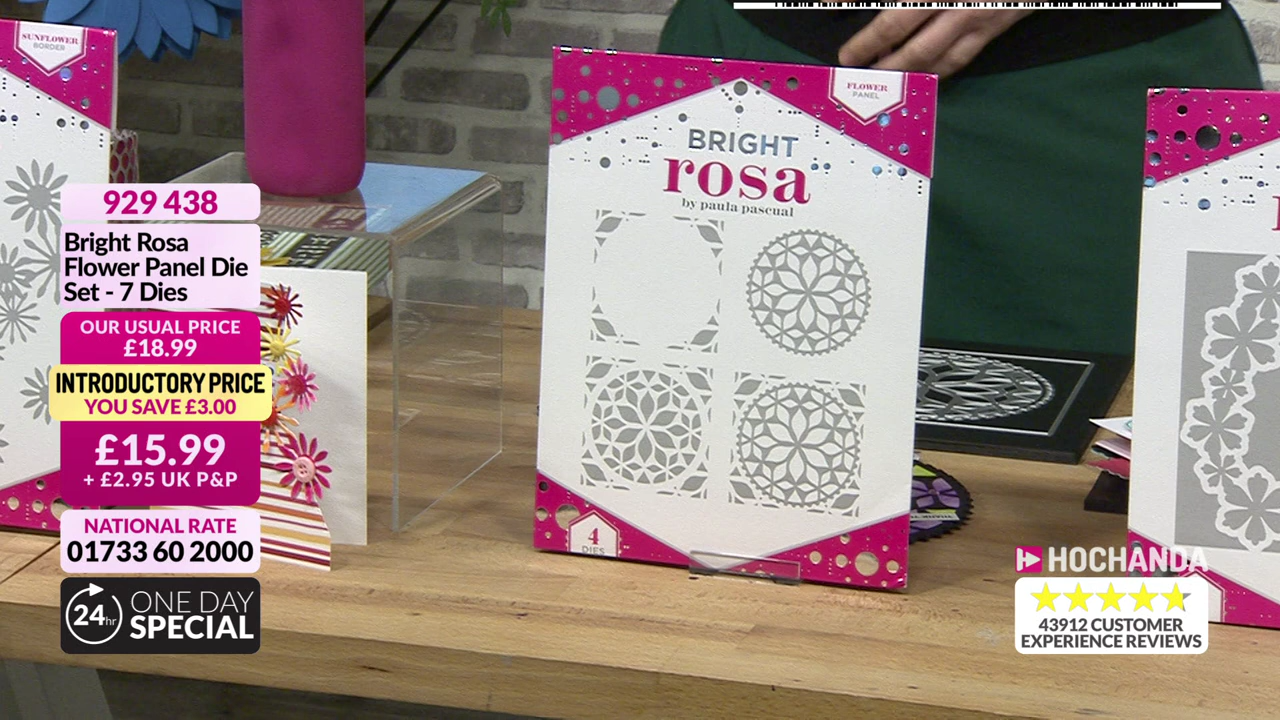 SUNFLOWER
BORDER
929 438
Bright Rosa
Flower Panel Die
Set - 7 Dies
OUR USUAL PRICE
£18.99
INTRODUCTORY PRICE
YOU SAVE £3.00
£15.99
+ £2.95 UK P&P
NATIONAL RATE
01733 60 2000
24hr
ONE DAY
SPECIAL
FLOWER
PANEL
BRIGHT
rosa
by paula pascual
4
DIES
HOCHANDA
43912 CUSTOMER
EXPERIENCE REVIEWS